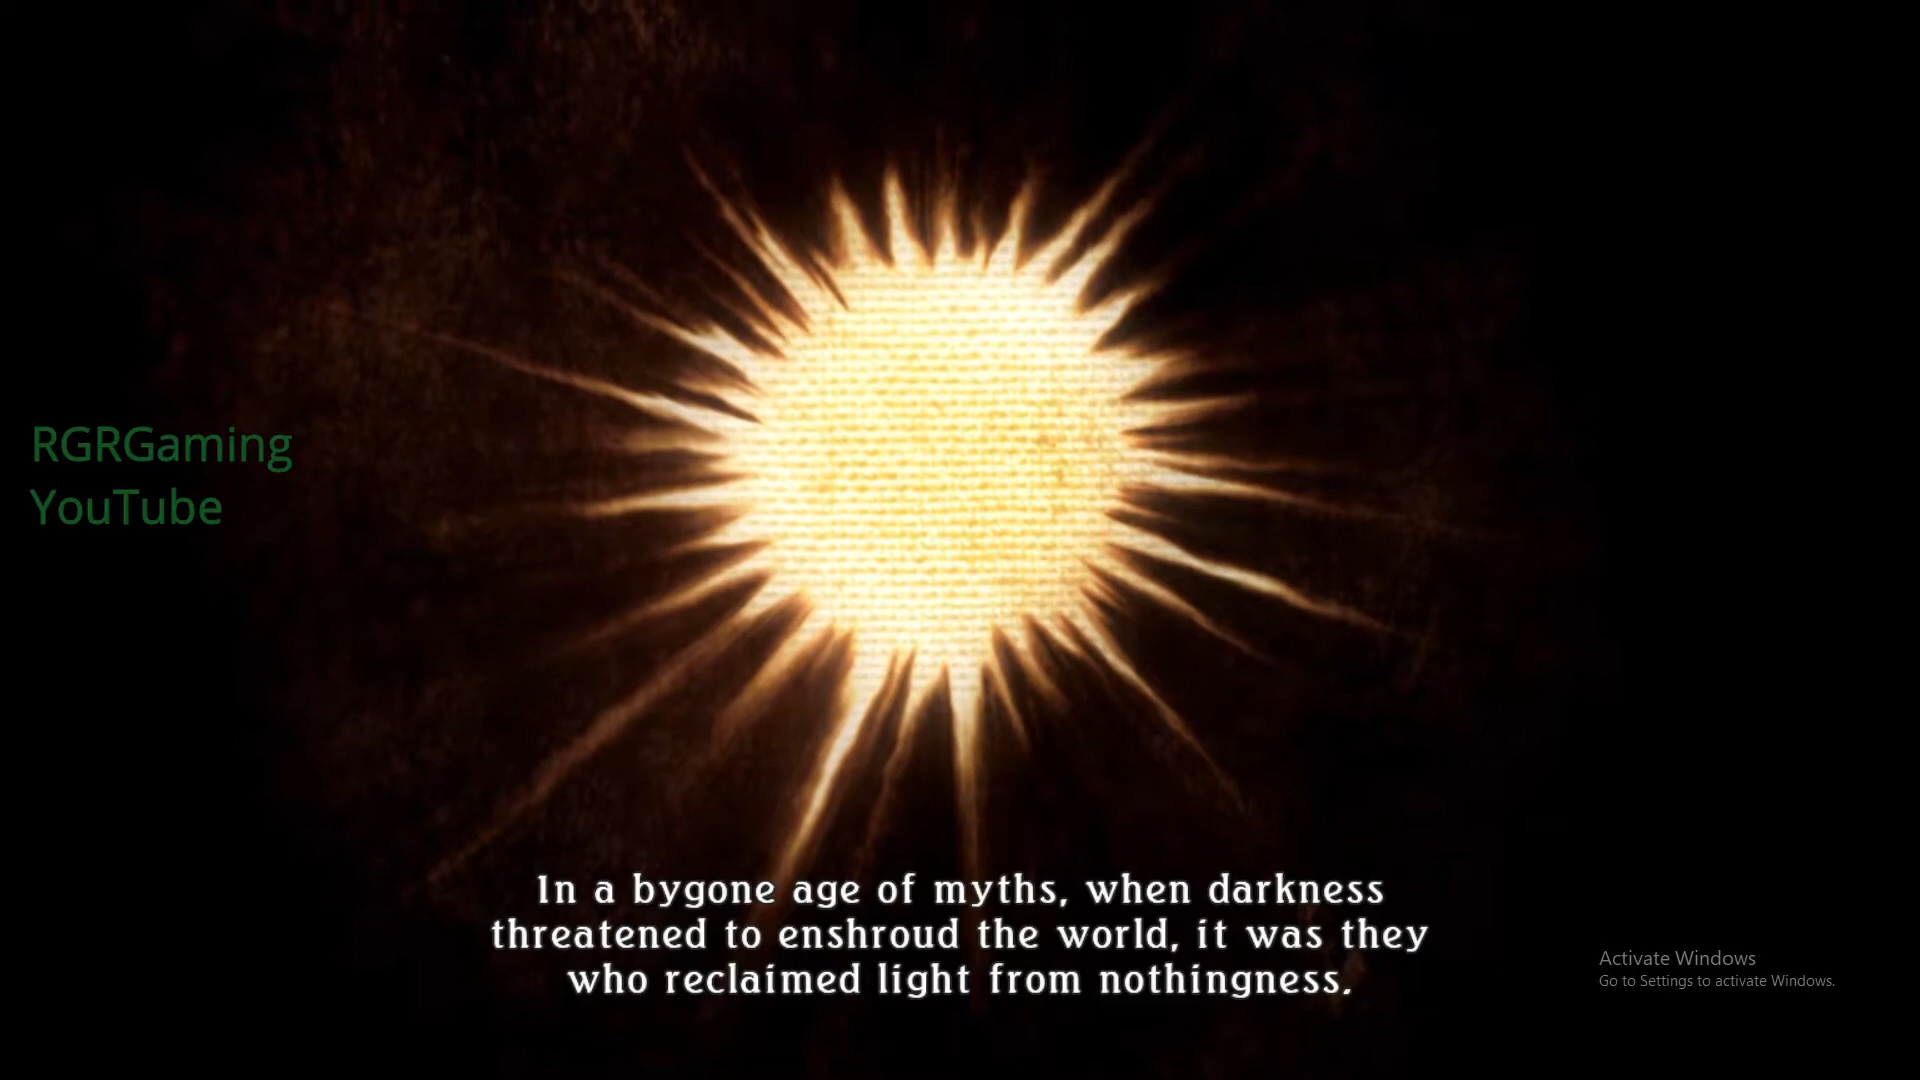 RGRGaming
YouTube
In a bygone age of myths, when darkness
threatened to enshroud the world, it was they
who reclaimed light from nothingness.
Activate Windows
Go to Settings to activate Windows.